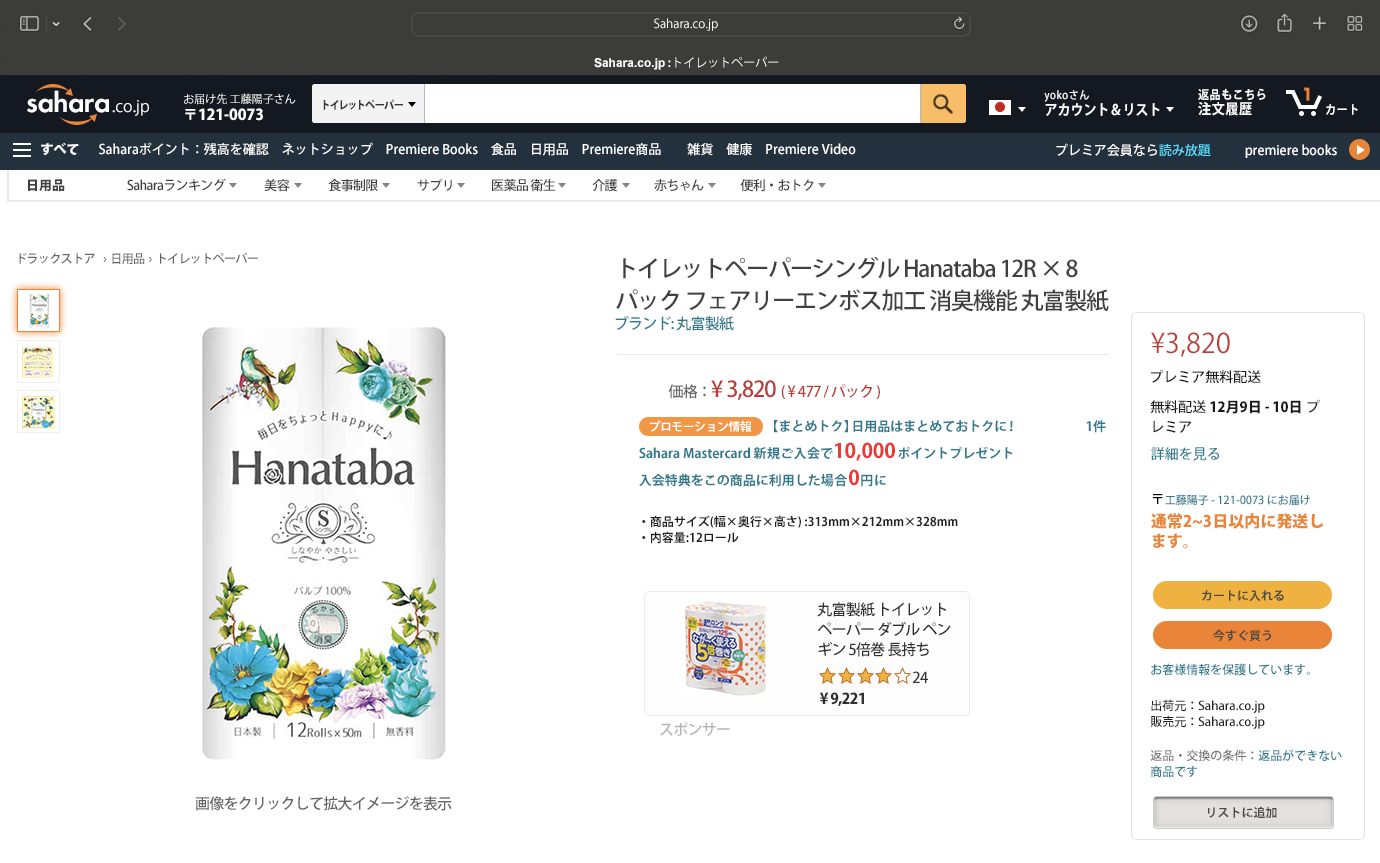 Sahara.co.jp
Sahara.co.jp :トイレットペーパー
sahara.co.jp
お届け先 工藤陽子さん
〒121-0073
トイレットペーパー
yokoさん
アカウント&リスト
返品もこちら
注文履歴
1
カート
すべて
Saharaポイント：残高を確認
ネットショップ
Premiere Books
食品
日用品
Premiere商品
雑貨
健康
Premiere Video
プレミア会員なら読み放題
premiere books
日用品
Saharaランキング
美容
食事制限
サプリ
医薬品 衛生
介護
赤ちゃん
便利・おトク
ドラックストア › 日用品 › トイレットペーパー
トイレットペーパーシングル Hanataba 12R × 8
パック フェアリーエンボス加工 消臭機能 丸富製紙
ブランド: 丸富製紙
価格：¥ 3,820 ( ¥ 477 / パック )
プロモーション情報
【まとめトク】日用品はまとめておトクに！
1件
Sahara Mastercard 新規ご入会で10,000ポイントプレゼント
入会特典をこの商品に利用した場合0円に
・商品サイズ(幅×奥行×高さ) :313mm×212mm×328mm
・内容量:12ロール
毎日をちょっとHappyに♪
Hanataba
S
シングル
しなやか やさしい
パルプ 100%
芯から
消臭
日本製
12Rolls x 50m
無香料
画像をクリックして拡大イメージを表示
丸富製紙 トイレット
ペーパー ダブル ペン
ギン 5倍巻 長持ち
24
¥ 9,221
スポンサー
¥3,820
プレミア無料配送
無料配送 12月9日 - 10日 プ
レミア
詳細を見る
〒工藤陽子 - 121-0073 にお届け
通常2~3日以内に発送し
ます。
カートに入れる
今すぐ買う
お客様情報を保護しています。
出荷元：Sahara.co.jp
販売元：Sahara.co.jp
返品・交換の条件：返品ができない
商品です
リストに追加